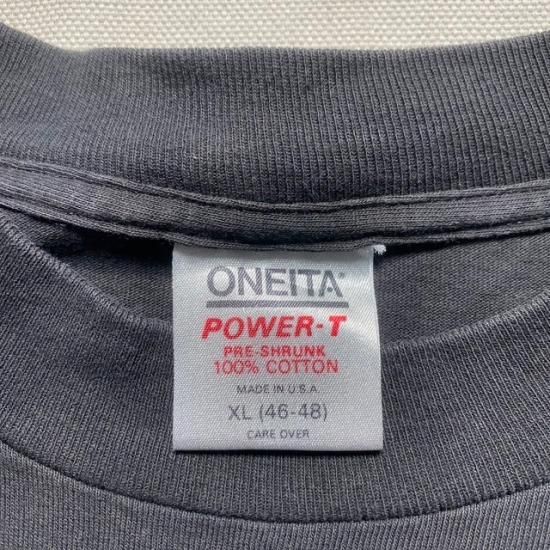 ONEITA
POWER-T
PRE-SHRUNK
100% COTTON
MADE IN U.S.A.
XL (46-48)
CARE OVER